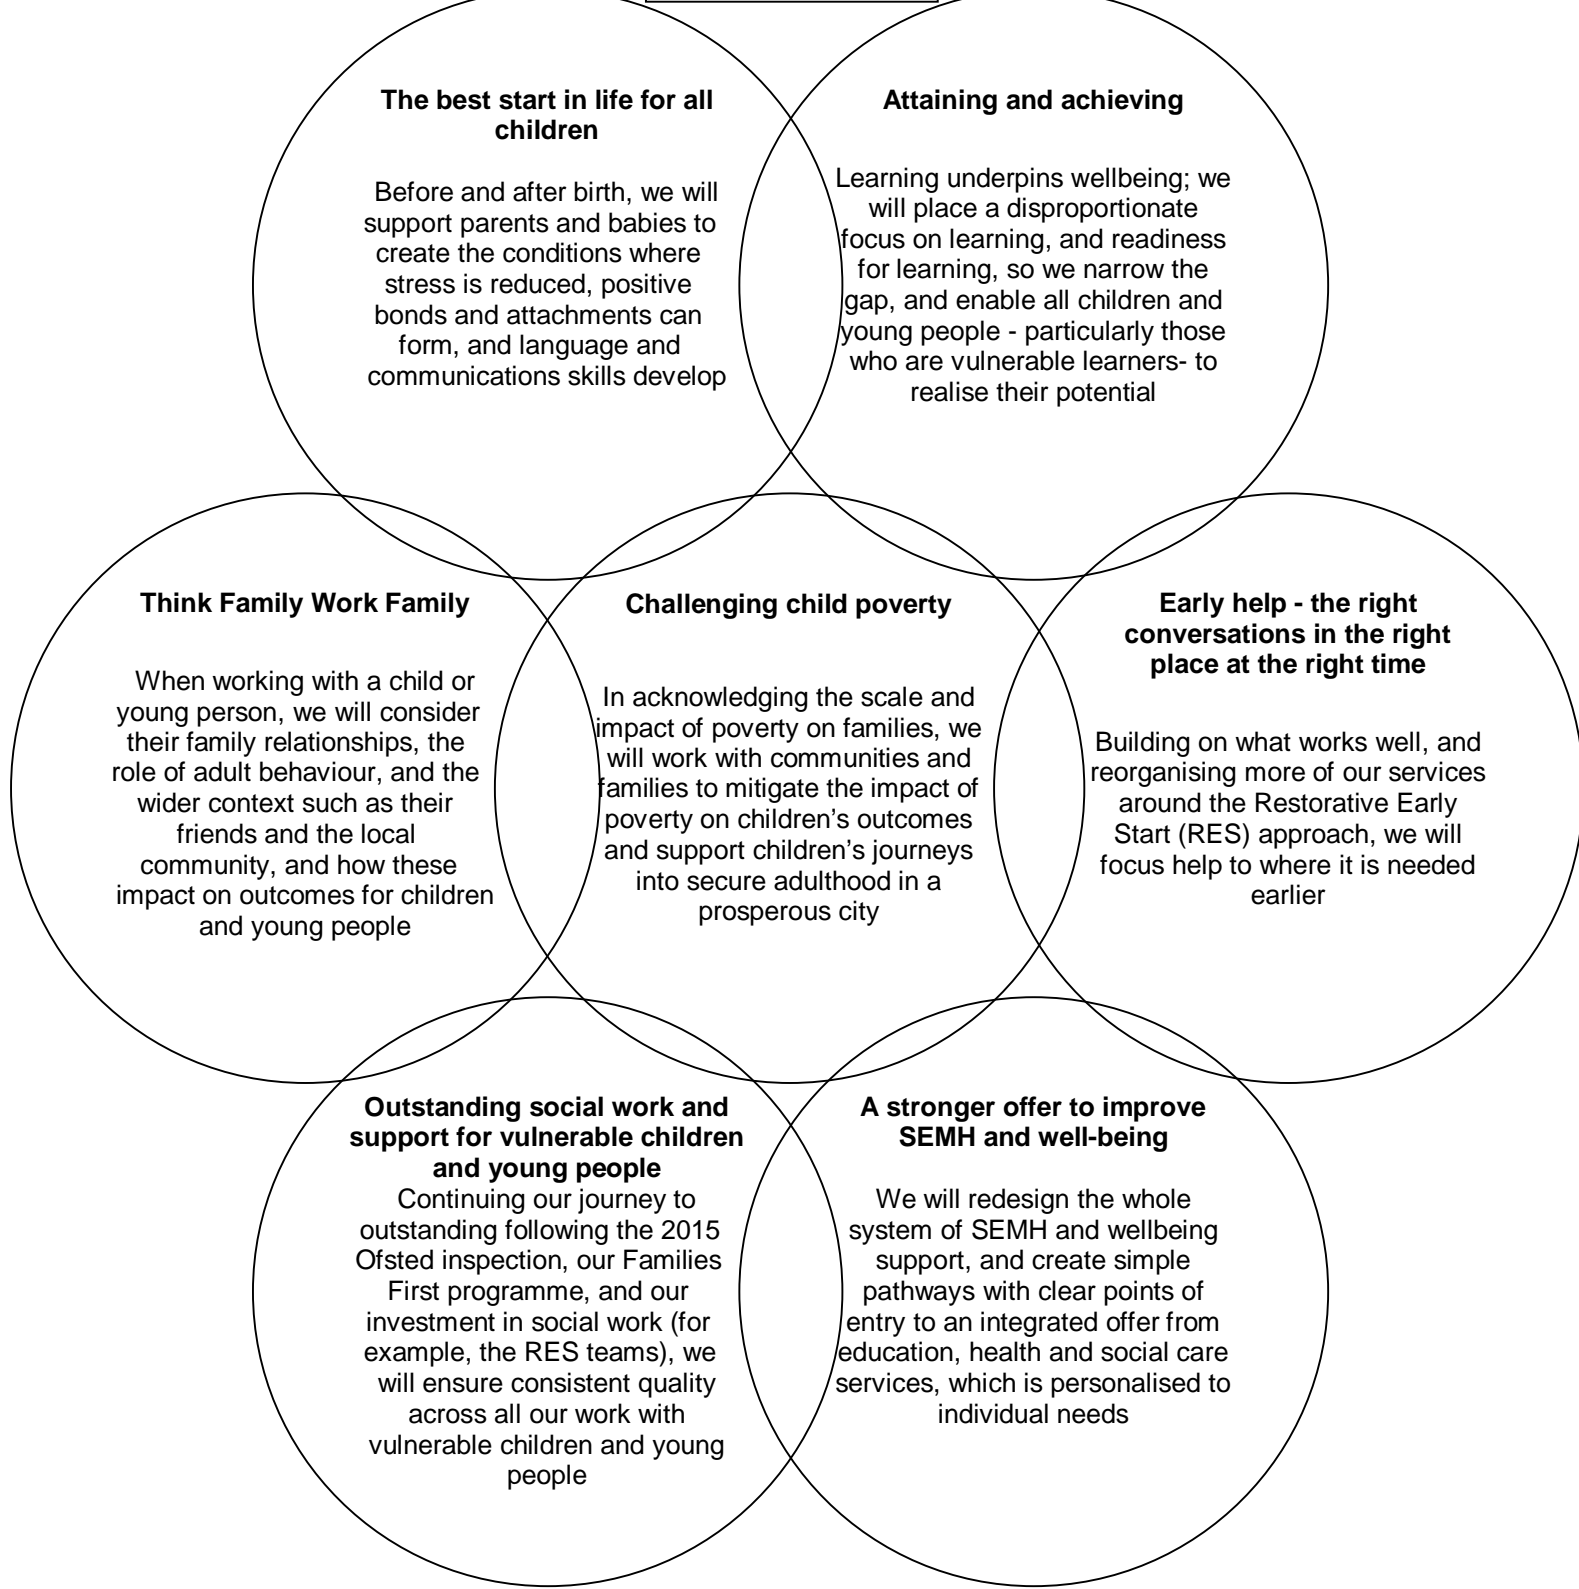 The best start in life for all
children
Before and after birth, we will
support parents and babies to
create the conditions where
stress is reduced, positive
bonds and attachments can
form, and language and
communications skills develop
Attaining and achieving
Learning underpins wellbeing; we
will place a disproportionate
focus on learning, and readiness
for learning, so we narrow the
gap, and enable all children and
young people - particularly those
who are vulnerable learners- to
realise their potential
Think Family Work Family
When working with a child or
young person, we will consider
their family relationships, the
role of adult behaviour, and the
wider context such as their
friends and the local
community, and how these
impact on outcomes for children
and young people
Challenging child poverty
In acknowledging the scale and
impact of poverty on families, we
will work with communities and
families to mitigate the impact of
poverty on children’s outcomes
and support children’s journeys
into secure adulthood in a
prosperous city
Early help - the right
conversations in the right
place at the right time
Building on what works well, and
reorganising more of our services
around the Restorative Early
Start (RES) approach, we will
focus help to where it is needed
earlier
Outstanding social work and
support for vulnerable children
and young people
Continuing our journey to
outstanding following the 2015
Ofsted inspection, our Families
First programme, and our
investment in social work (for
example, the RES teams), we
will ensure consistent quality
across all our work with
vulnerable children and young
people
A stronger offer to improve
SEMH and well-being
We will redesign the whole
system of SEMH and wellbeing
support, and create simple
pathways with clear points of
entry to an integrated offer from
education, health and social care
services, which is personalised to
individual needs